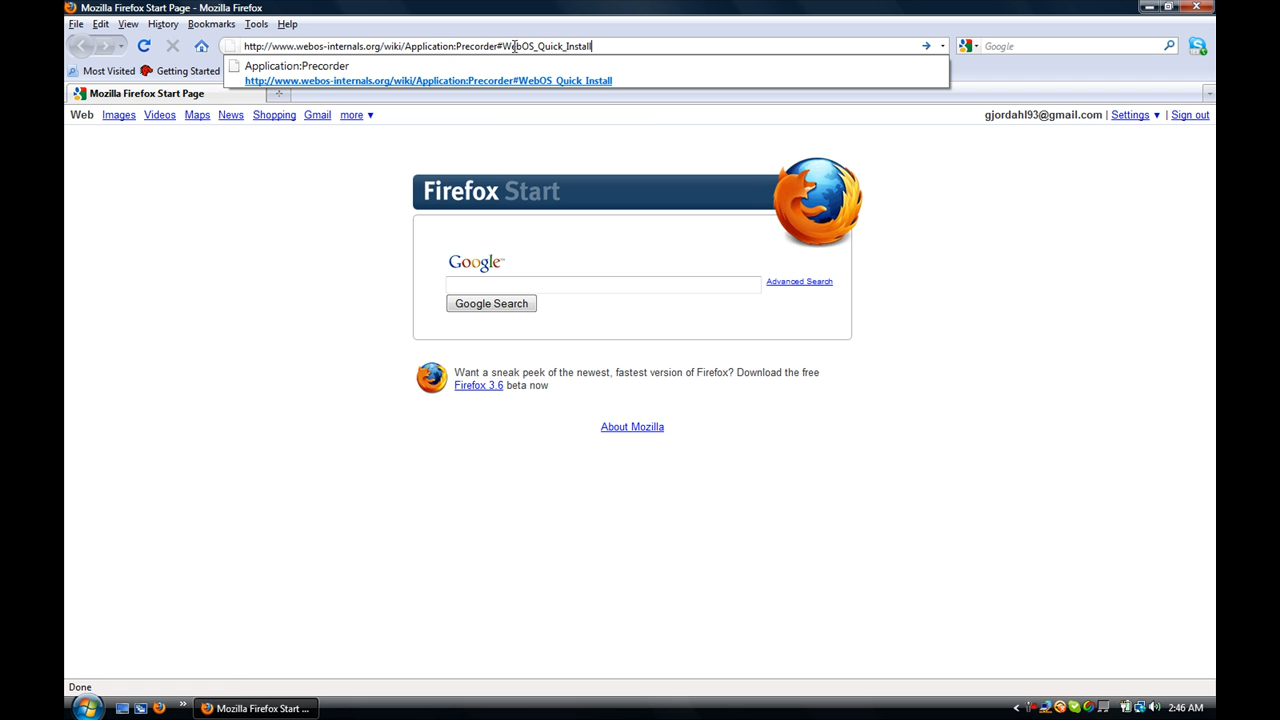 Mozilla Firefox Start Page - Mozilla Firefox
File Edit View History Bookmarks Tools Help
http://www.webos-internals.org/wiki/Application:Precorder#WebOS_Quick_Install
Google
Application:Precorder
http://www.webos-internals.org/wiki/Application:Precorder#WebOS_Quick_Install
Most Visited Getting Started
Mozilla Firefox Start Page
Web Images Videos Maps News Shopping Gmail more ▼
gjordahl93@gmail.com | Settings ▼ | Sign out
Firefox Start
Google™
Advanced Search
Google Search
Want a sneak peek of the newest, fastest version of Firefox? Download the free
Firefox 3.6 beta now
About Mozilla
Done
Mozilla Firefox Start ...
2:46 AM